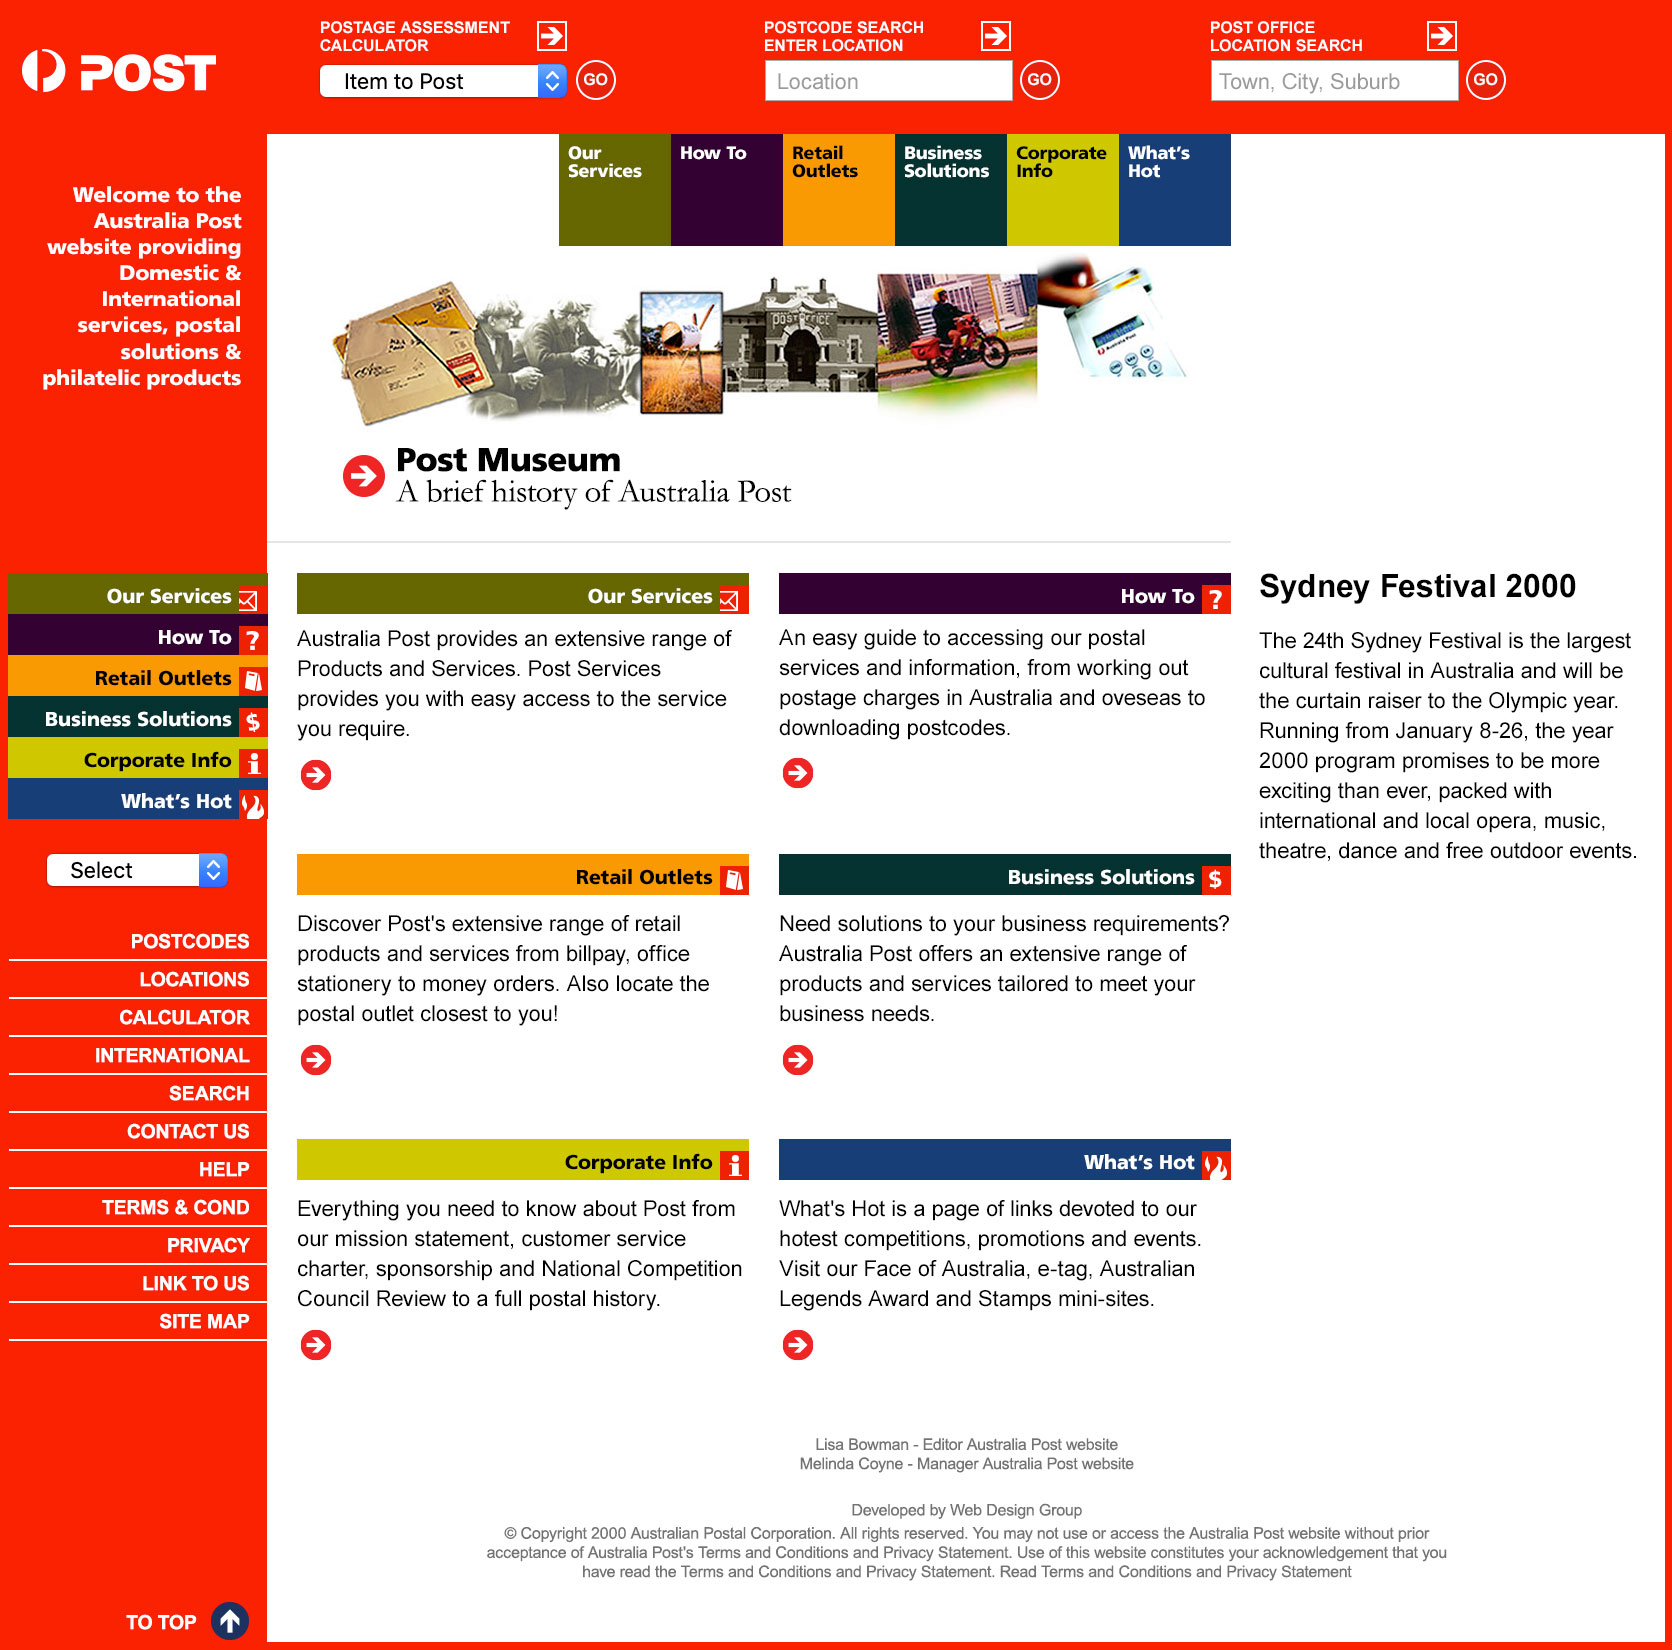 POST
POSTAGE ASSESSMENT
CALCULATOR
Item to Post
GO
POSTCODE SEARCH
ENTER LOCATION
Location
GO
POST OFFICE
LOCATION SEARCH
Town, City, Suburb
GO
Welcome to the
Australia Post
website providing
Domestic &
International
services, postal
solutions &
philatelic products
Our
Services
How To
Retail
Outlets
Business
Solutions
Corporate
Info
What's
Hot
POST OFFICE
Australia Post
Post Museum
A brief history of Australia Post
Our Services
How To ?
Retail Outlets
Business Solutions $
Corporate Info i
What's Hot
Select
POSTCODES
LOCATIONS
CALCULATOR
INTERNATIONAL
SEARCH
CONTACT US
HELP
TERMS & COND
PRIVACY
LINK TO US
SITE MAP
TO TOP
Our Services
Australia Post provides an extensive range of
Products and Services. Post Services
provides you with easy access to the service
you require.
How To ?
An easy guide to accessing our postal
services and information, from working out
postage charges in Australia and oveseas to
downloading postcodes.
Retail Outlets
Discover Post's extensive range of retail
products and services from billpay, office
stationery to money orders. Also locate the
postal outlet closest to you!
Business Solutions $
Need solutions to your business requirements?
Australia Post offers an extensive range of
products and services tailored to meet your
business needs.
Corporate Info i
Everything you need to know about Post from
our mission statement, customer service
charter, sponsorship and National Competition
Council Review to a full postal history.
What's Hot
What's Hot is a page of links devoted to our
hotest competitions, promotions and events.
Visit our Face of Australia, e-tag, Australian
Legends Award and Stamps mini-sites.
Sydney Festival 2000
The 24th Sydney Festival is the largest
cultural festival in Australia and will be
the curtain raiser to the Olympic year.
Running from January 8-26, the year
2000 program promises to be more
exciting than ever, packed with
international and local opera, music,
theatre, dance and free outdoor events.
Lisa Bowman - Editor Australia Post website
Melinda Coyne - Manager Australia Post website
Developed by Web Design Group
© Copyright 2000 Australian Postal Corporation. All rights reserved. You may not use or access the Australia Post website without prior
acceptance of Australia Post's Terms and Conditions and Privacy Statement. Use of this website constitutes your acknowledgement that you
have read the Terms and Conditions and Privacy Statement. Read Terms and Conditions and Privacy Statement